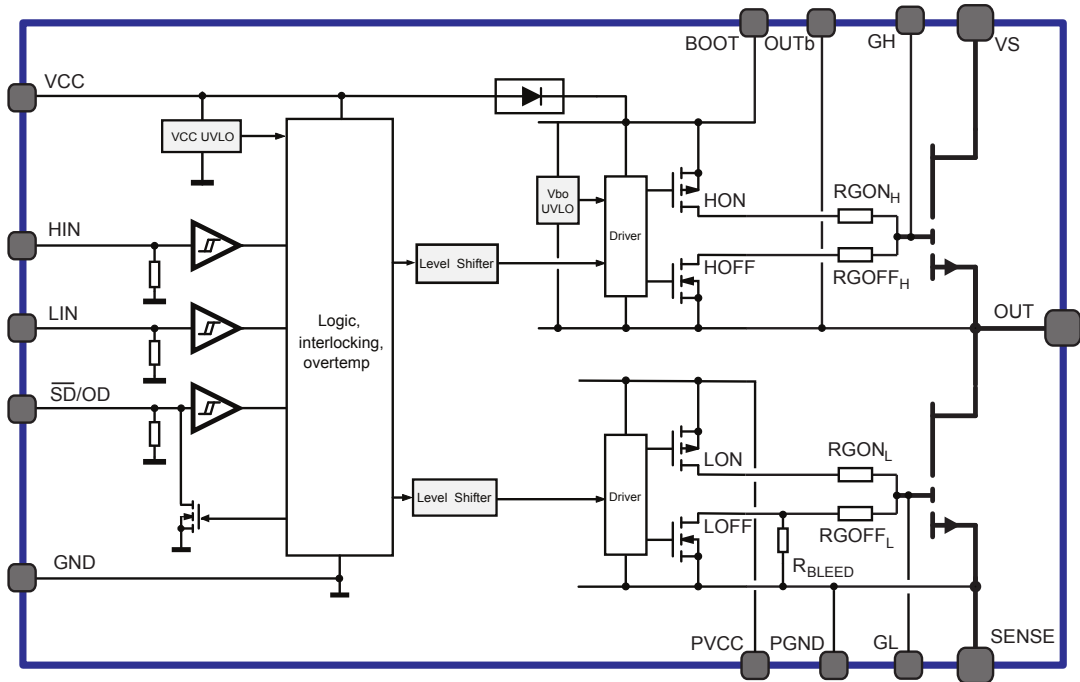 BOOT
OUTb
GH
VS
VCC
VCC UVLO
HIN
LIN
SD/OD
GND
Logic,
interlocking,
overtemp
Level Shifter
Level Shifter
Vbo
UVLO
Driver
HON
HOFF
RGONH
RGOFFH
OUT
Driver
LON
LOFF
RGONL
RGOFFL
RBLEED
PVCC
PGND
GL
SENSE